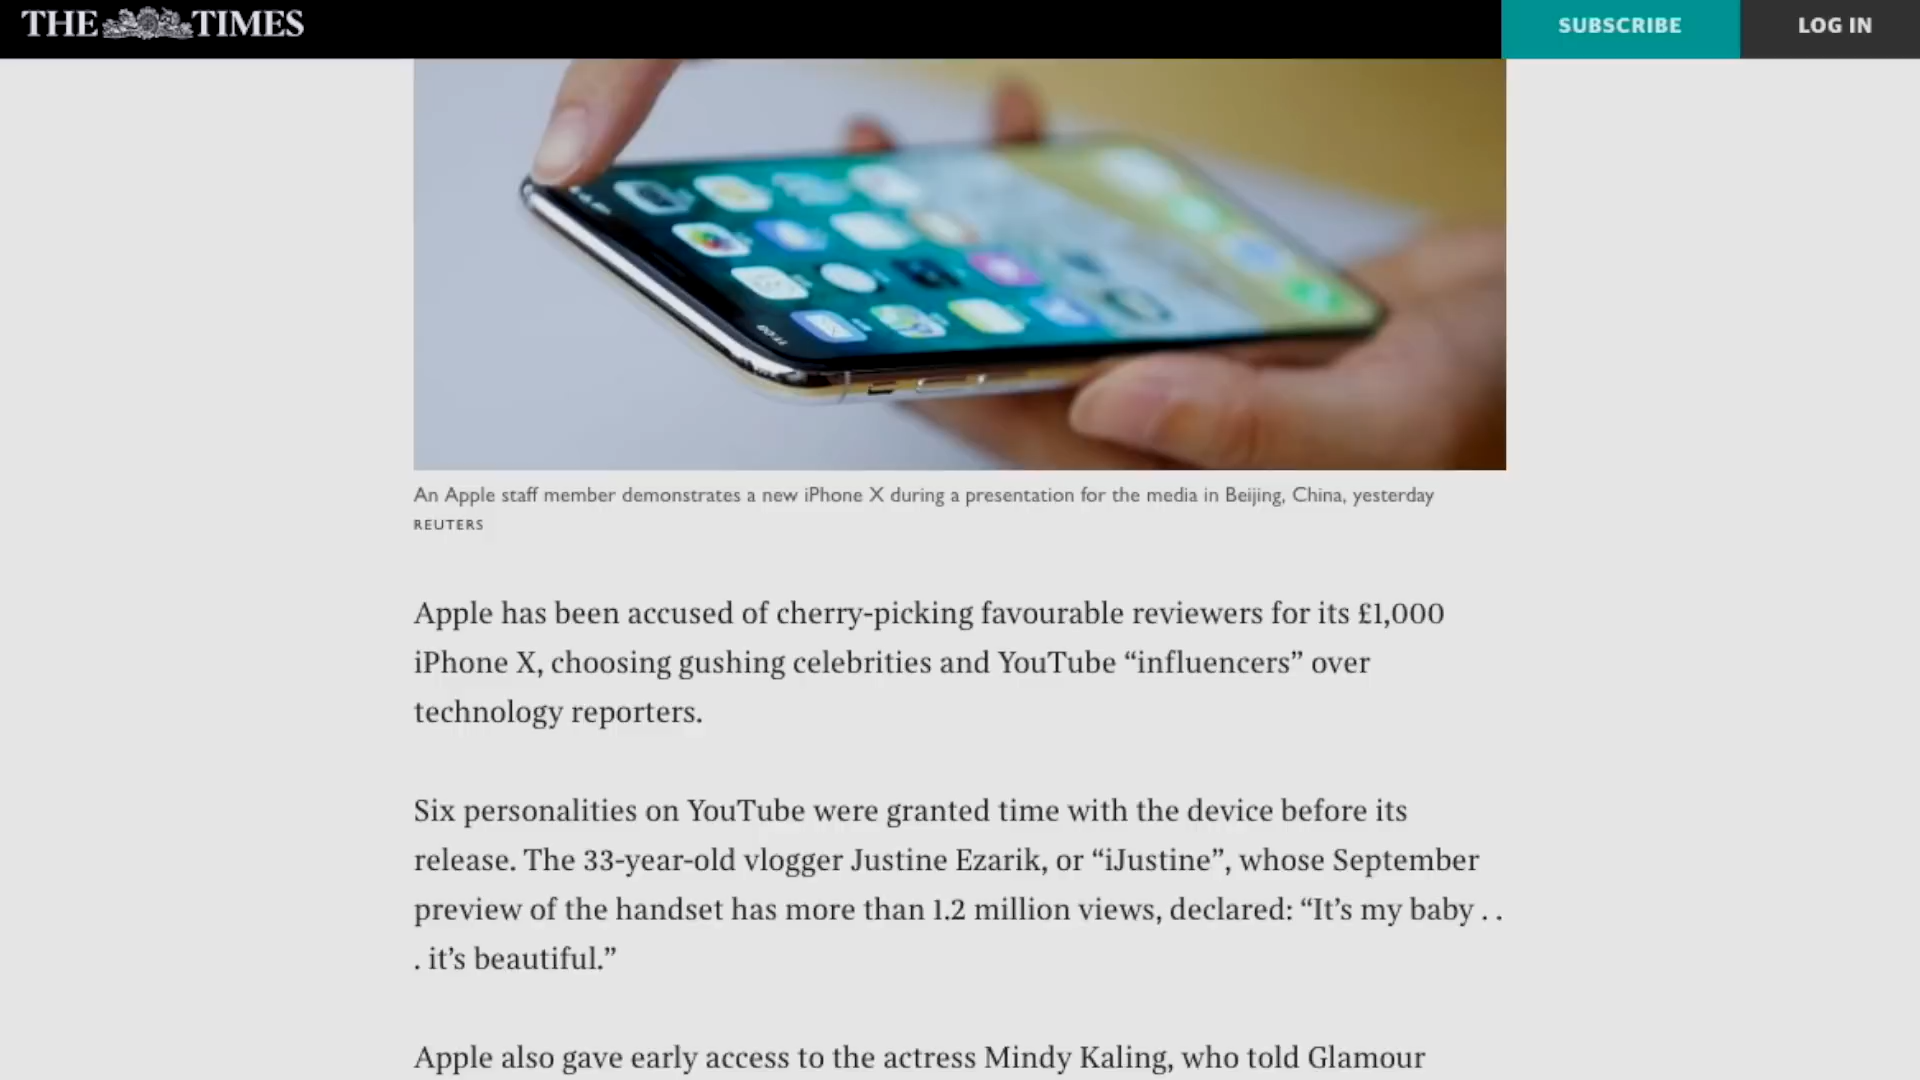 THE TIMES
SUBSCRIBE
LOG IN
An Apple staff member demonstrates a new iPhone X during a presentation for the media in Beijing, China, yesterday
REUTERS
Apple has been accused of cherry-picking favourable reviewers for its £1,000
iPhone X, choosing gushing celebrities and YouTube “influencers” over
technology reporters.
Six personalities on YouTube were granted time with the device before its
release. The 33-year-old vlogger Justine Ezarik, or “iJustine”, whose September
preview of the handset has more than 1.2 million views, declared: “It’s my baby . .
. it’s beautiful.”
Apple also gave early access to the actress Mindy Kaling, who told Glamour